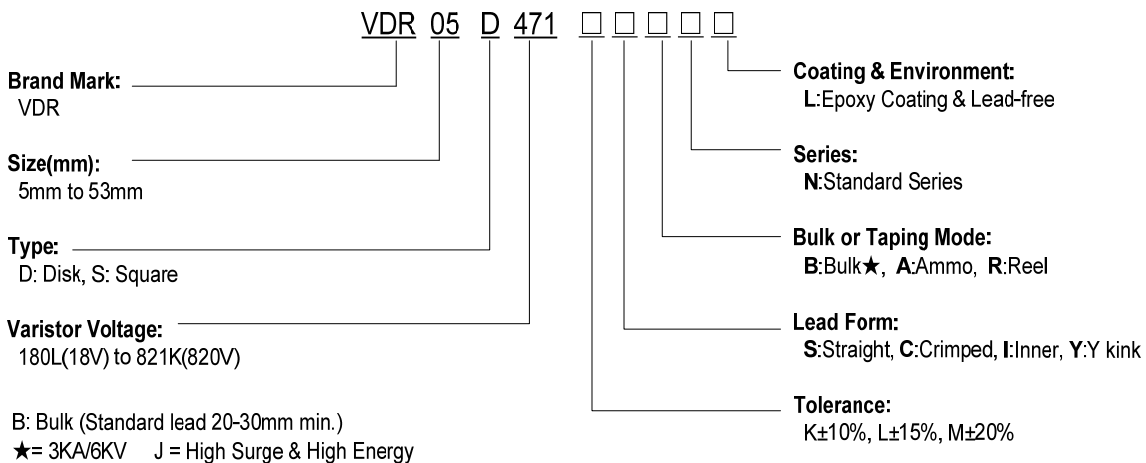 VDR 05 D 471 □ □ □ □ □
Brand Mark:
VDR
Size(mm):
5mm to 53mm
Type:
D: Disk, S: Square
Varistor Voltage:
180L(18V) to 821K(820V)
B: Bulk (Standard lead 20-30mm min.)
★= 3KA/6KV J = High Surge & High Energy
Coating & Environment:
L:Epoxy Coating & Lead-free
Series:
N:Standard Series
Bulk or Taping Mode:
B:Bulk★, A:Ammo, R:Reel
Lead Form:
S:Straight, C:Crimped, I:Inner, Y:Y kink
Tolerance:
K±10%, L±15%, M±20%